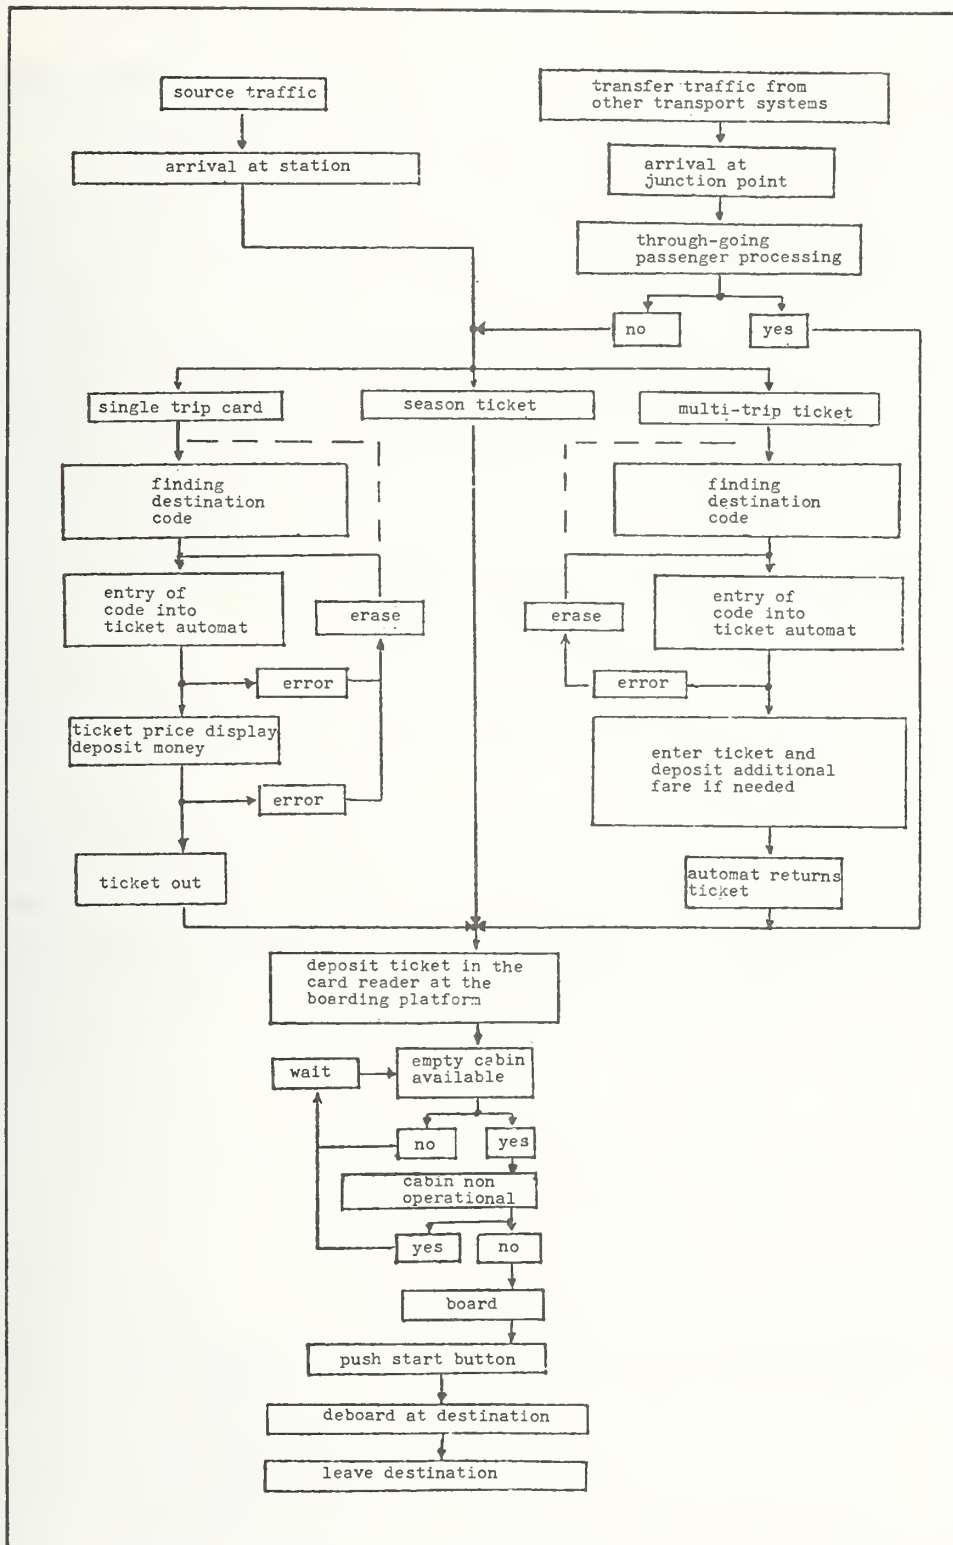 source traffic
transfer traffic from
other transport systems
arrival at station
arrival at
junction point
through-going
passenger processing
no
yes
single trip card
season ticket
multi-trip ticket
finding
destination
code
finding
destination
code
entry of
code into
ticket automat
erase
erase
entry of
code into
ticket automat
error
error
ticket price display
deposit money
enter ticket and
deposit additional
fare if needed
error
ticket out
automat returns
ticket
deposit ticket in the
card reader at the
boarding platform
wait
empty cabin
available
no
yes
cabin non
operational
yes
no
board
push start button
deboard at destination
leave destination